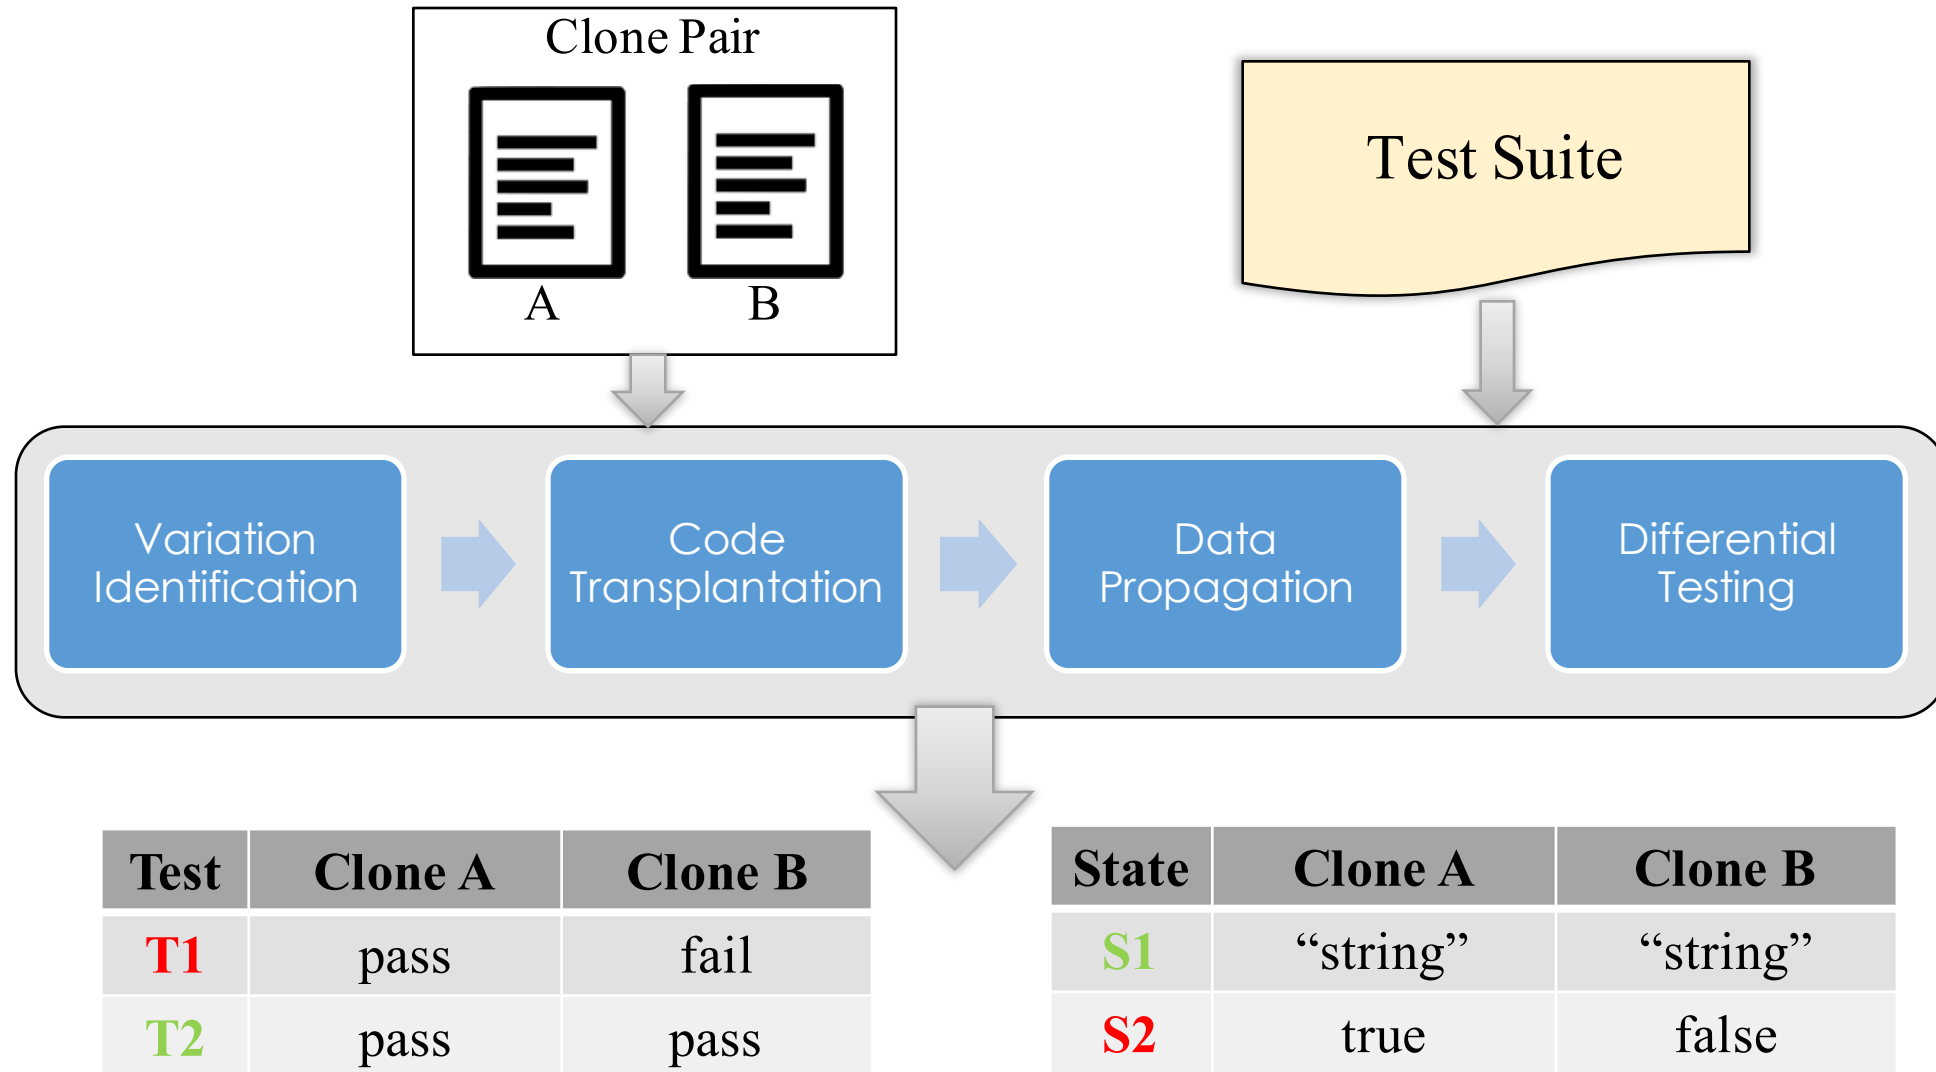 Clone Pair
A B
Test Suite
Variation
Identification
Code
Transplantation
Data
Propagation
Differential
Testing
Test Clone A Clone B
T1 pass fail
T2 pass pass
State Clone A Clone B
S1 “string” “string”
S2 true false